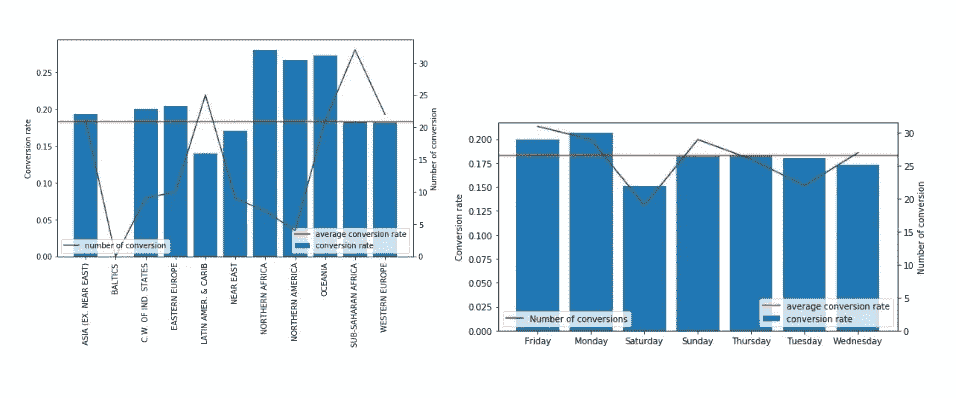 0.25
0.20
0.15
0.10
0.05
0.00
Conversion rate
30
25
20
15
10
5
0
Number of conversion
number of conversion
average conversion rate
conversion rate
ASIA (EX. NEAR EAST)
BALTICS
C.W. OF IND. STATES
EASTERN EUROPE
LATIN AMER. & CARIB
NEAR EAST
NORTHERN AFRICA
NORTHERN AMERICA
OCEANIA
SUB-SAHARAN AFRICA
WESTERN EUROPE
0.200
0.175
0.150
0.125
0.100
0.075
0.050
0.025
0.000
Conversion rate
30
25
20
15
10
5
0
Number of conversion
Number of conversions
average conversion rate
conversion rate
Friday Monday Saturday Sunday Thursday Tuesday Wednesday